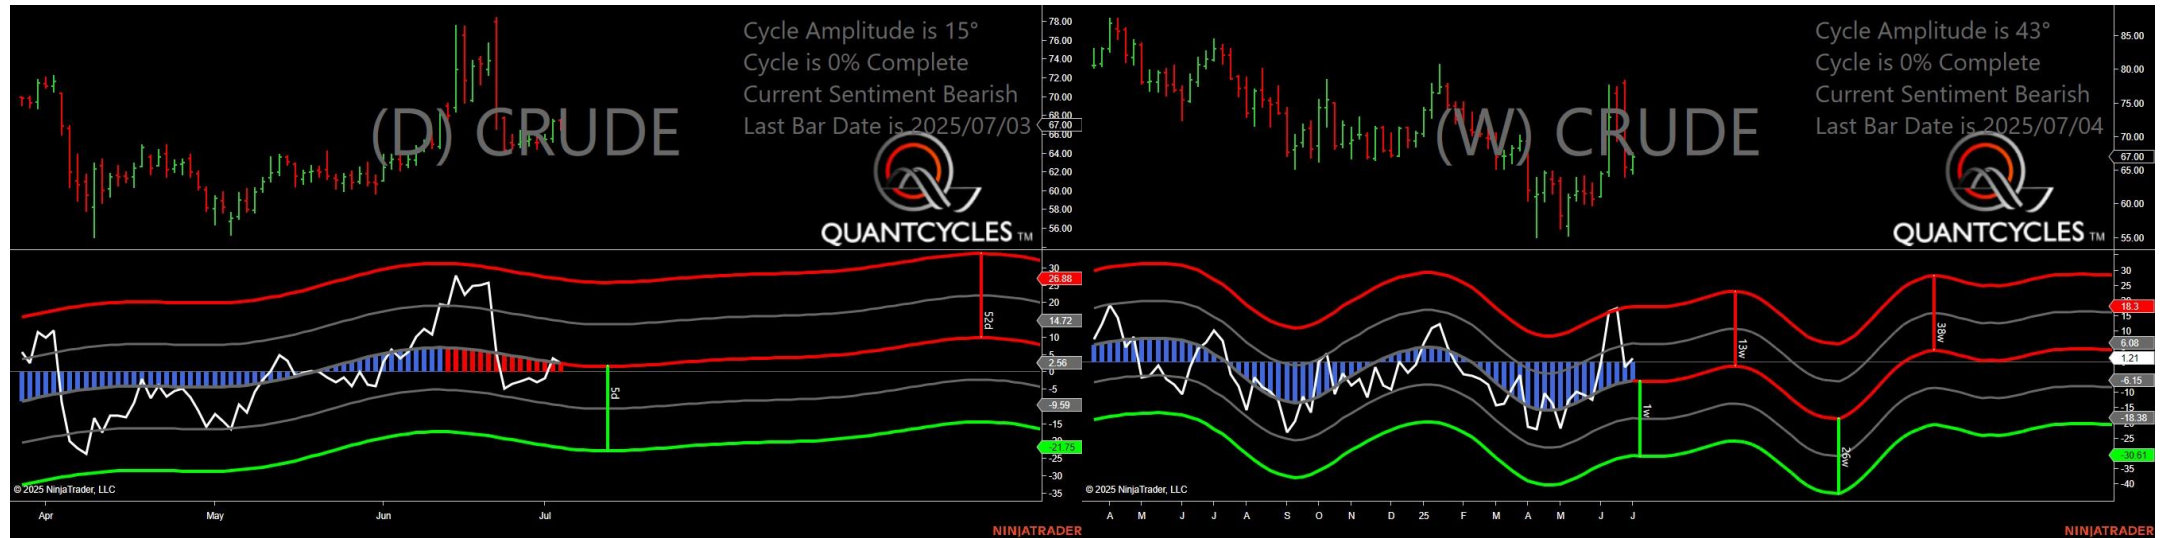 Cycle Amplitude is 15°
Cycle is 0% Complete
Current Sentiment Bearish
Last Bar Date is 2025/07/03
(D) CRUDE
QUANTCYCLES TM
78.00
76.00
74.00
72.00
70.00
68.00
67.00
66.00
64.00
62.00
60.00
58.00
56.00
30
26.88
25
20
14.72
10
5
2.56
0
-5
-9.59
-15
-21.75
-25
-30
-35
52d
5d
© 2025 NinjaTrader, LLC
Apr May Jun Jul
NINJATRADER
Cycle Amplitude is 43°
Cycle is 0% Complete
Current Sentiment Bearish
Last Bar Date is 2025/07/04
(W) CRUDE
QUANTCYCLES TM
85.00
80.00
75.00
70.00
67.00
65.00
60.00
55.00
30
25
18.3
15
10
6.08
1.21
-6.15
-10
-15
-18.38
-25
-30.61
-35
-40
13w
38w
1w
26w
© 2025 NinjaTrader, LLC
A M J J A S O N D 25 F M A M J J
NINJATRADER